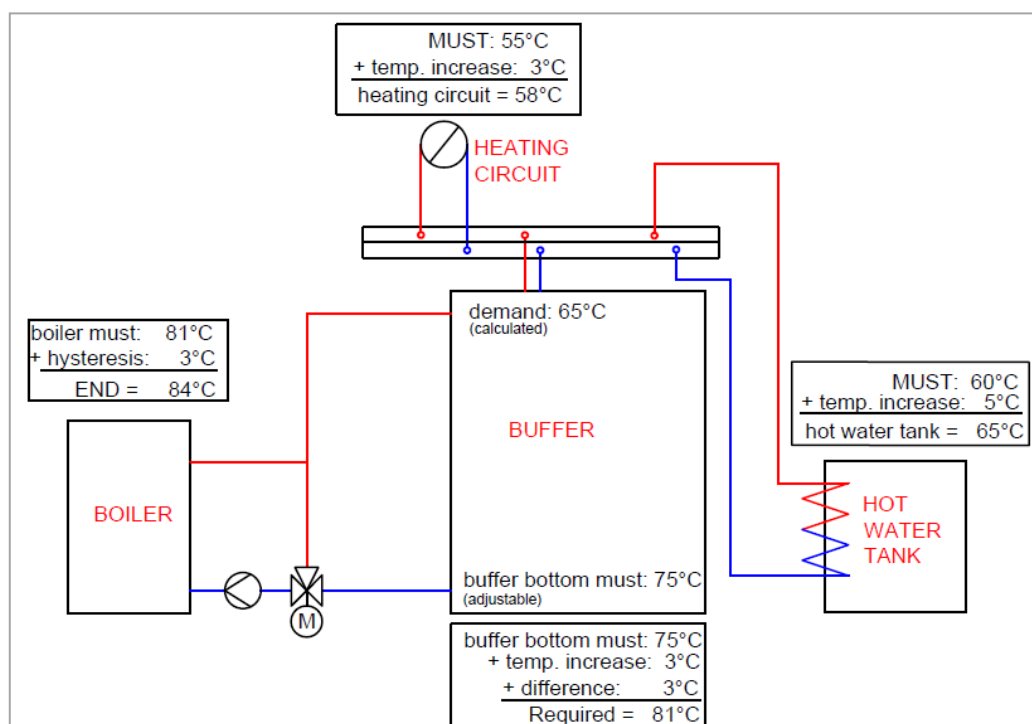 MUST: 55°C
+ temp. increase: 3°C
heating circuit = 58°C
HEATING
CIRCUIT
demand: 65°C
(calculated)
boiler must: 81°C
+ hysteresis: 3°C
END = 84°C
MUST: 60°C
+ temp. increase: 5°C
hot water tank = 65°C
BUFFER
BOILER
HOT
WATER
TANK
buffer bottom must: 75°C
(adjustable)
M
buffer bottom must: 75°C
+ temp. increase: 3°C
+ difference: 3°C
Required = 81°C